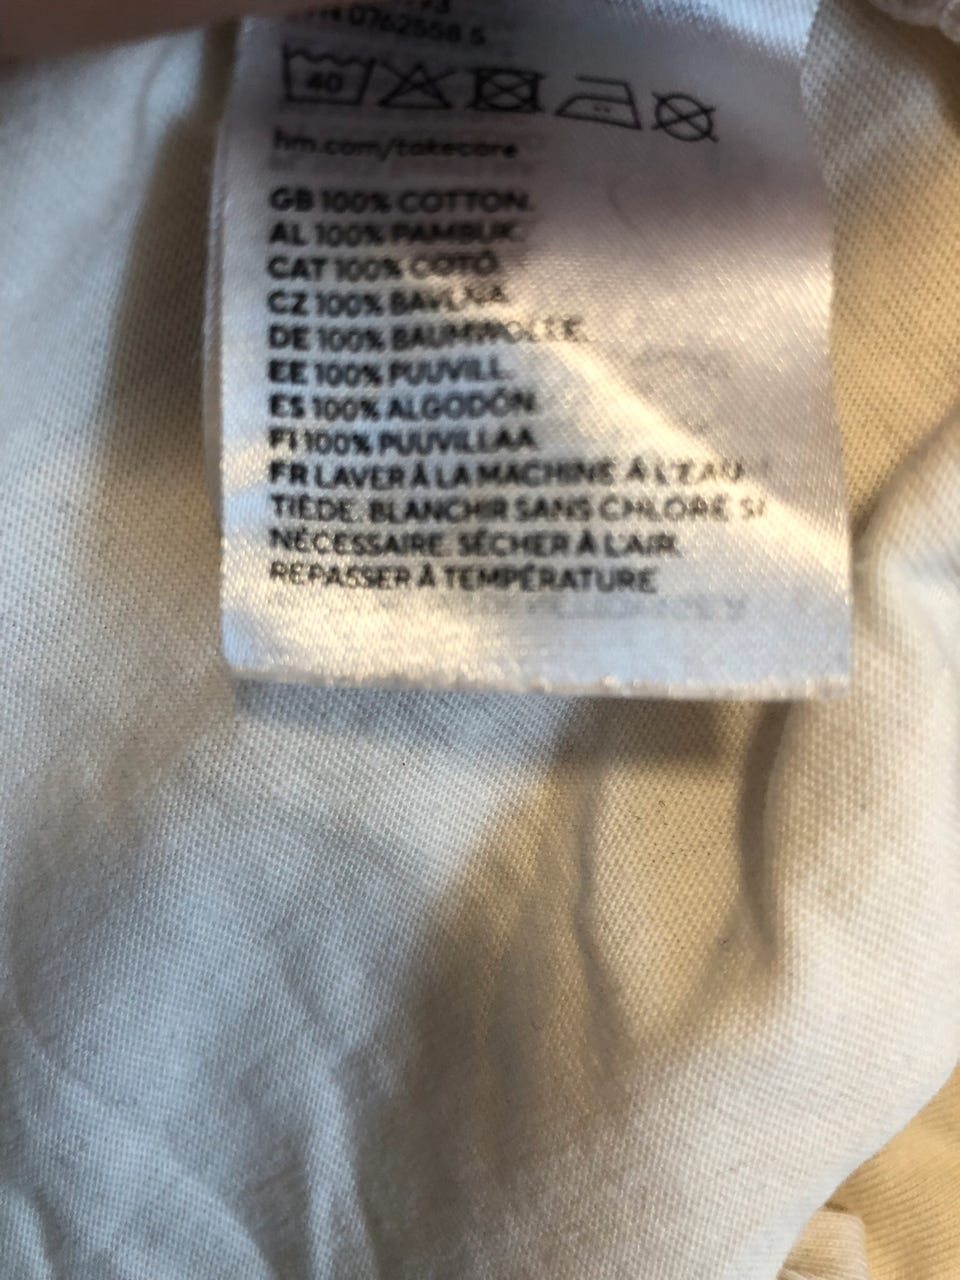 0762558 5
40
hm.com/takecare
GB 100% COTTON.
AL 100% PAMBUK.
CAT 100% COTÓ.
CZ 100% BAVLNA.
DE 100% BAUMWOLLE.
EE 100% PUUVILL.
ES 100% ALGODÓN.
FI 100% PUUVILLAA.
FR LAVER À LA MACHINE À L'EAU
TIÈDE. BLANCHIR SANS CHLORE SI
NÉCESSAIRE. SÉCHER À L'AIR.
REPASSER À TEMPÉRATURE